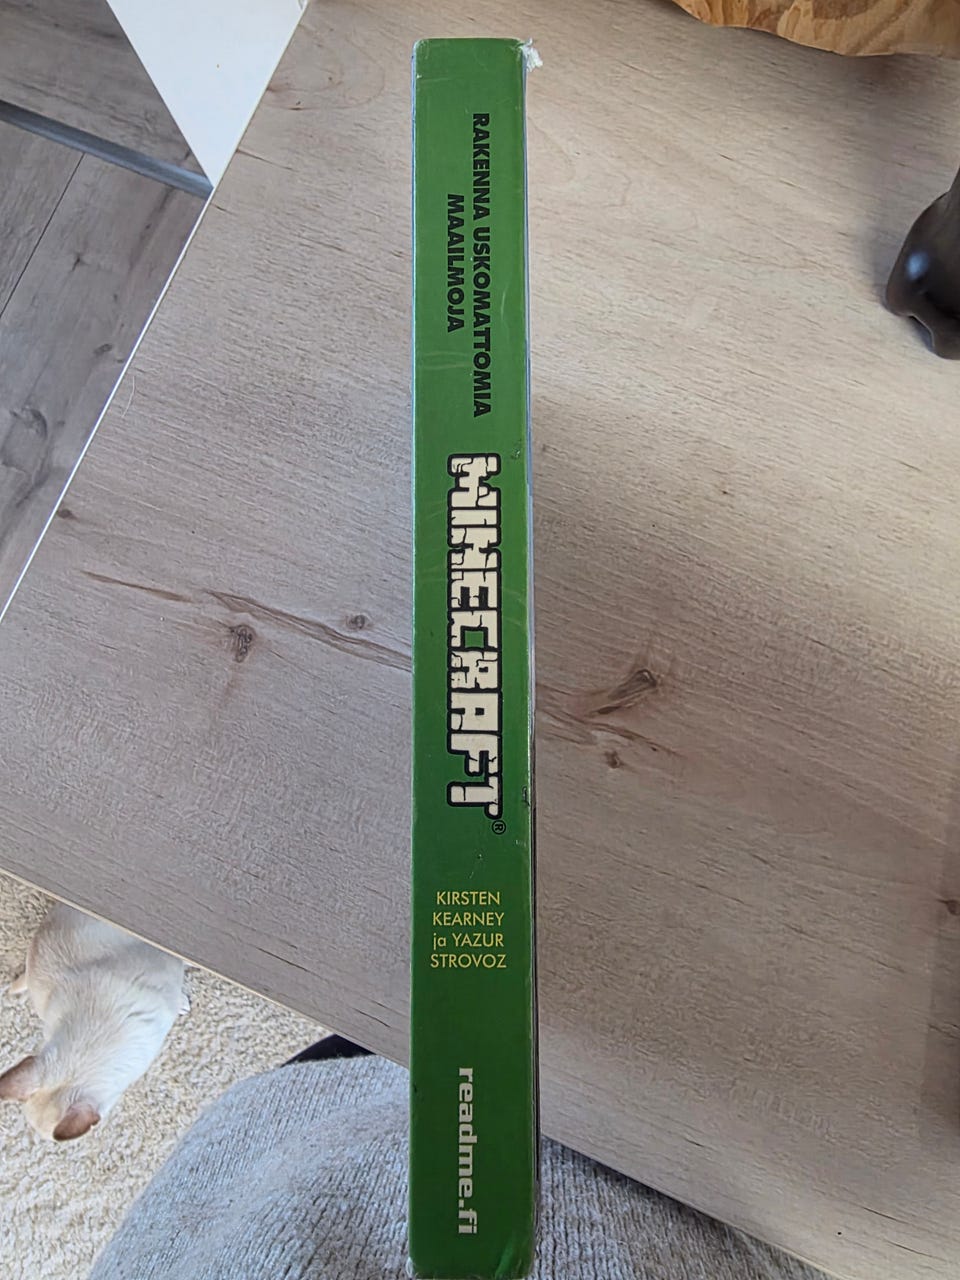 RAKENNA USKOMATTOMIA
MAAILMOJA
MINECRAFT®
KIRSTEN
KEARNEY
ja YAZUR
STROVOZ
readme.fi